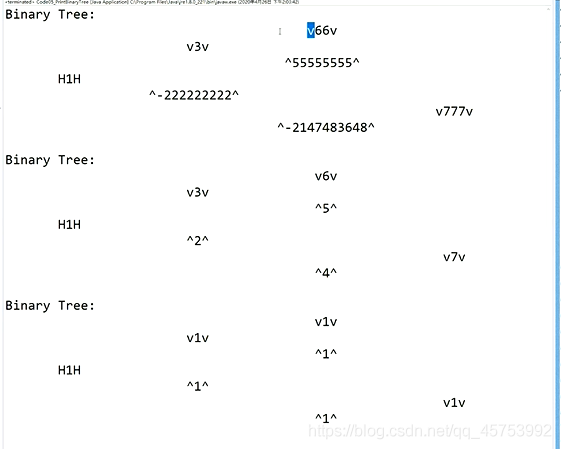 <terminated> Code05_PrintBinaryTree [Java Application] C:\Program Files\Java\jre1.8.0_221\bin\javaw.exe (2020年4月26日 下午2:03:42)
Binary Tree:
v66v
v3v
^55555555^
H1H
^-222222222^
v777v
^-2147483648^
Binary Tree:
v6v
v3v
^5^
H1H
^2^
v7v
^4^
Binary Tree:
v1v
v1v
^1^
H1H
^1^
v1v
^1^
https://blog.csdn.net/qq_45753992